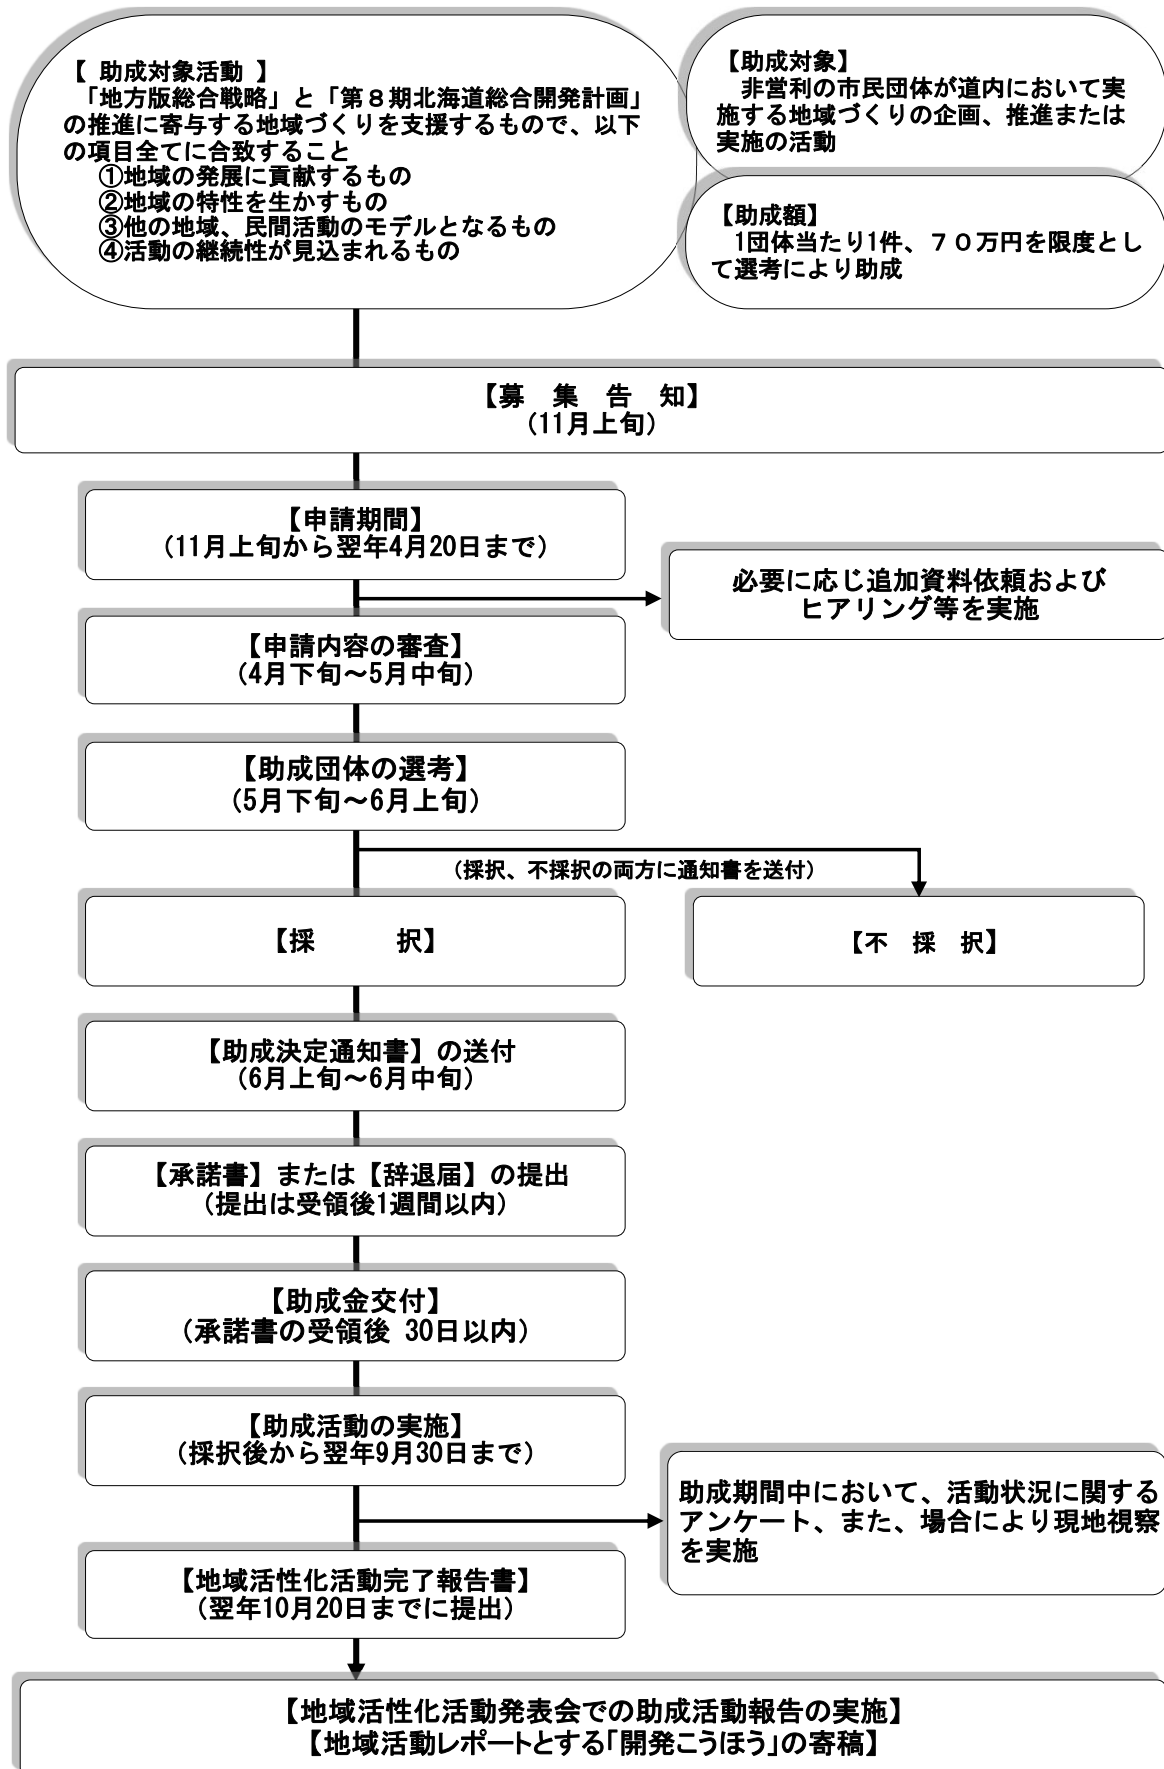 【 助成対象活動 】
「地方版総合戦略」と「第８期北海道総合開発計画」
の推進に寄与する地域づくりを支援するもので、以下
の項目全てに合致すること
①地域の発展に貢献するもの
②地域の特性を生かすもの
③他の地域、民間活動のモデルとなるもの
④活動の継続性が見込まれるもの
【助成対象】
非営利の市民団体が道内において実
施する地域づくりの企画、推進または
実施の活動
【助成額】
1団体当たり1件、７０万円を限度とし
て選考により助成
【募　集　告　知】
(11月上旬)
【申請期間】
(11月上旬から翌年4月20日まで)
必要に応じ追加資料依頼および
ヒアリング等を実施
【申請内容の審査】
(4月下旬～5月中旬)
【助成団体の選考】
(5月下旬～6月上旬)
(採択、不採択の両方に通知書を送付)
【採　　　択】
【不　採　択】
【助成決定通知書】の送付
(6月上旬～6月中旬)
【承諾書】または【辞退届】の提出
(提出は受領後1週間以内)
【助成金交付】
(承諾書の受領後 30日以内)
【助成活動の実施】
(採択後から翌年9月30日まで)
助成期間中において、活動状況に関する
アンケート、また、場合により現地視察
を実施
【地域活性化活動完了報告書】
(翌年10月20日までに提出)
【地域活性化活動発表会での助成活動報告の実施】
【地域活動レポートとする「開発こうほう」の寄稿】